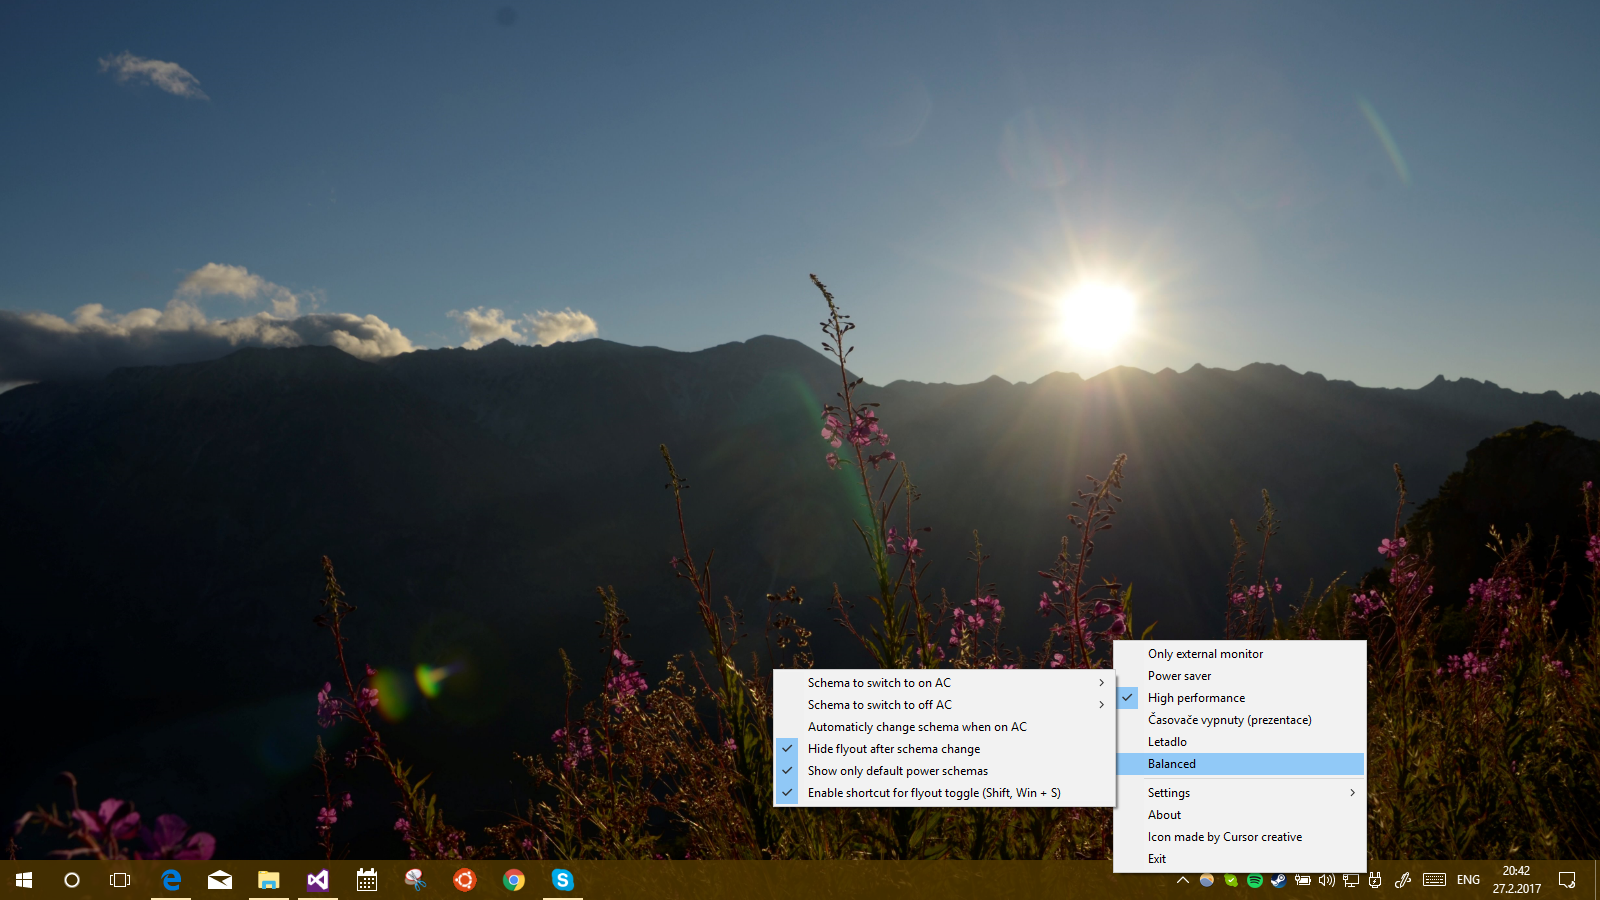 Only external monitor
Power saver
High performance
Časovače vypnuty (prezentace)
Letadlo
Balanced
Settings
About
Icon made by Cursor creative
Exit
Schema to switch to on AC
Schema to switch to off AC
Automaticly change schema when on AC
Hide flyout after schema change
Show only default power schemas
Enable shortcut for flyout toggle (Shift, Win + S)
ENG
20:42
27.2.2017